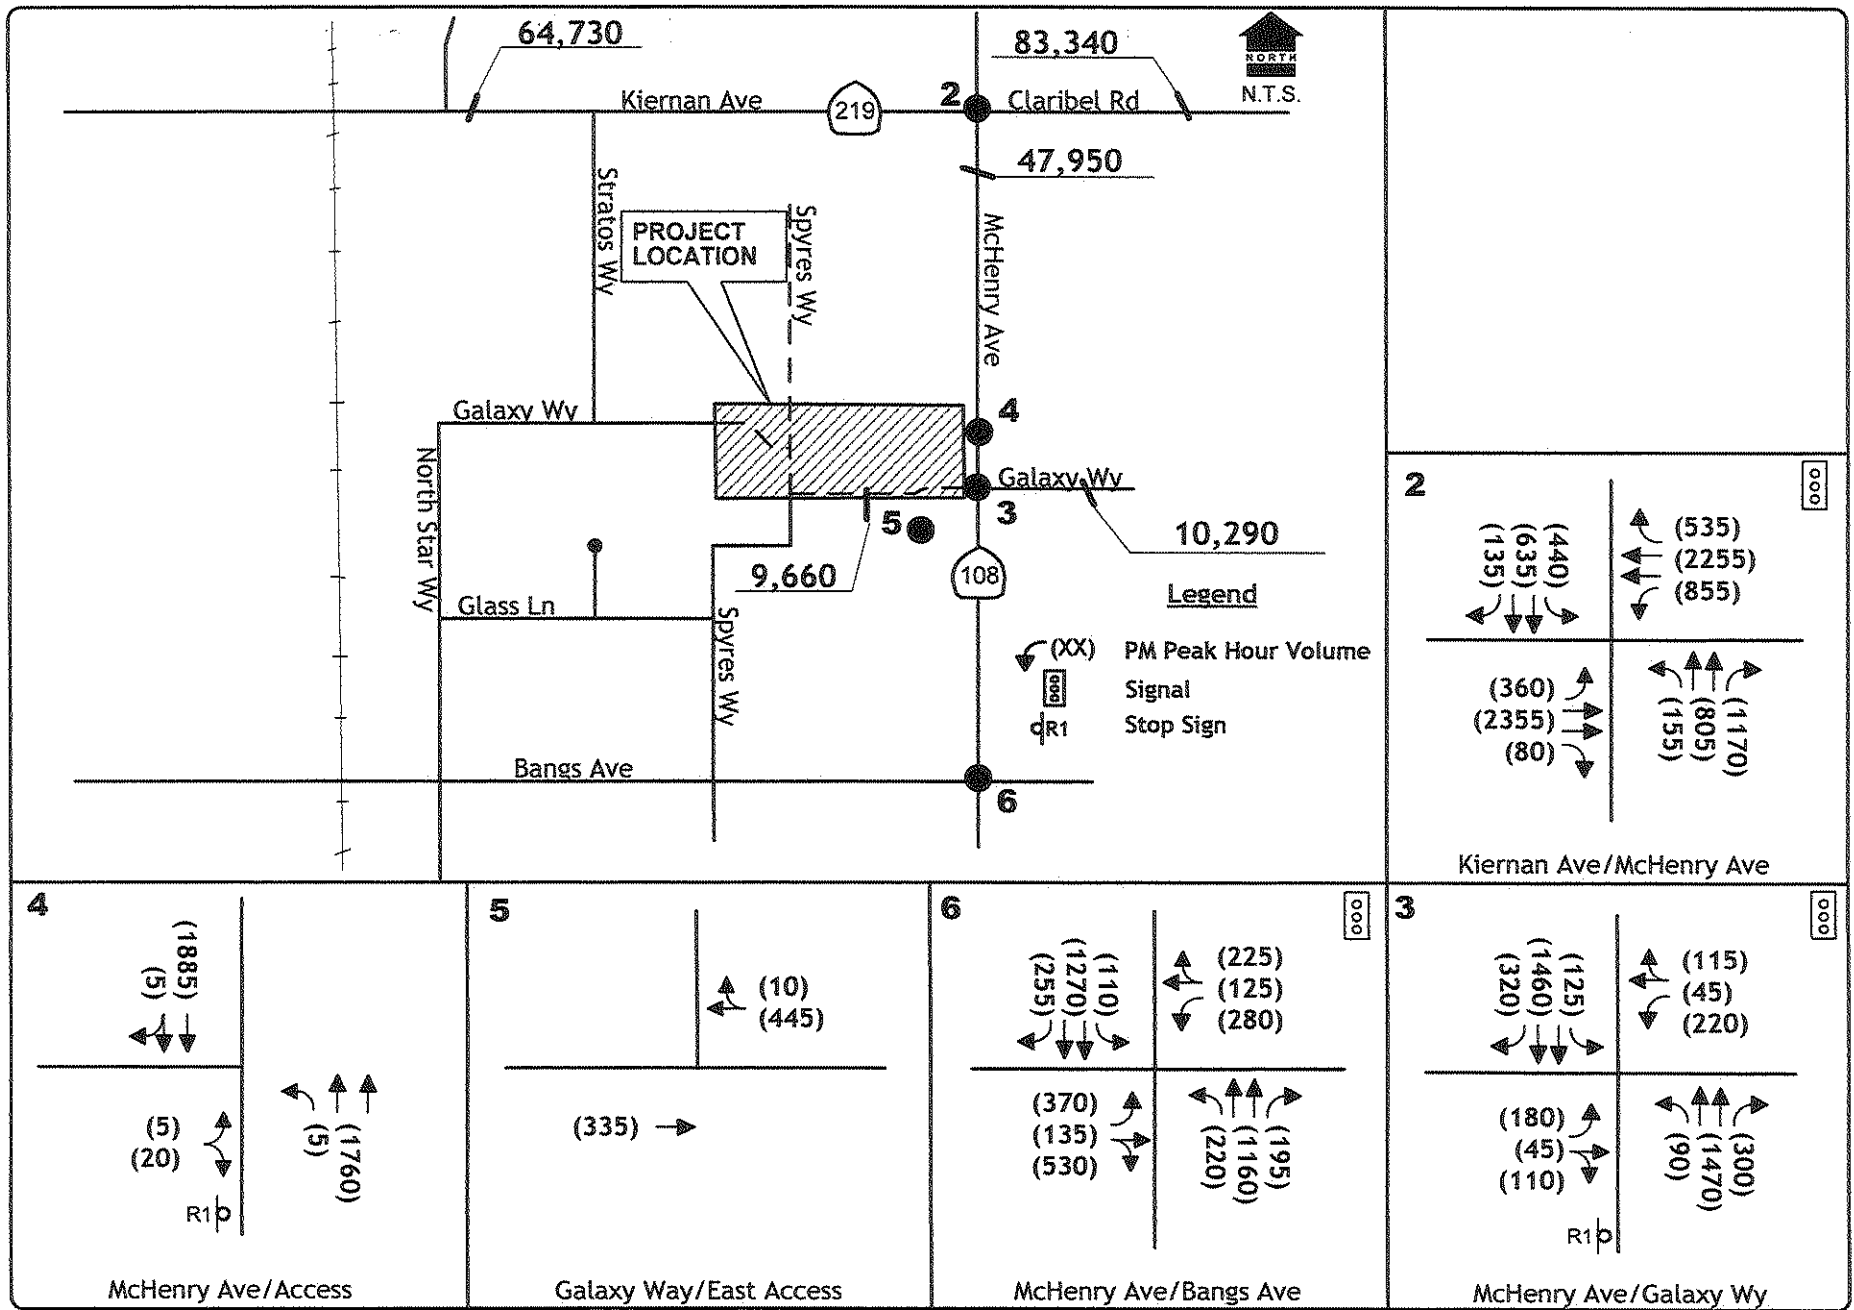 64,730
83,340
NORTH
N.T.S.
Kiernan Ave
219
2
Claribel Rd
47,950
Stratos Wy
PROJECT
LOCATION
Spyres Wy
McHenry Ave
Galaxy Wy
4
North Star Wy
Galaxy Wy
3
5
10,290
9,660
108
Glass Ln
Spyres Wy
Legend
(XX) PM Peak Hour Volume
Signal
R1 Stop Sign
Bangs Ave
6
2
(135)
(635)
(440)
(535)
(2255)
(855)
(360)
(2355)
(80)
(155)
(805)
(1170)
Kiernan Ave/McHenry Ave
4
(5)
(1885)
(5)
(20)
(5)
(1760)
R1
McHenry Ave/Access
5
(10)
(445)
(335)
Galaxy Way/East Access
6
(255)
(1270)
(110)
(225)
(125)
(280)
(370)
(135)
(530)
(220)
(1160)
(195)
McHenry Ave/Bangs Ave
3
(320)
(1460)
(125)
(115)
(45)
(220)
(180)
(45)
(110)
(90)
(1470)
(300)
R1
McHenry Ave/Galaxy Wy